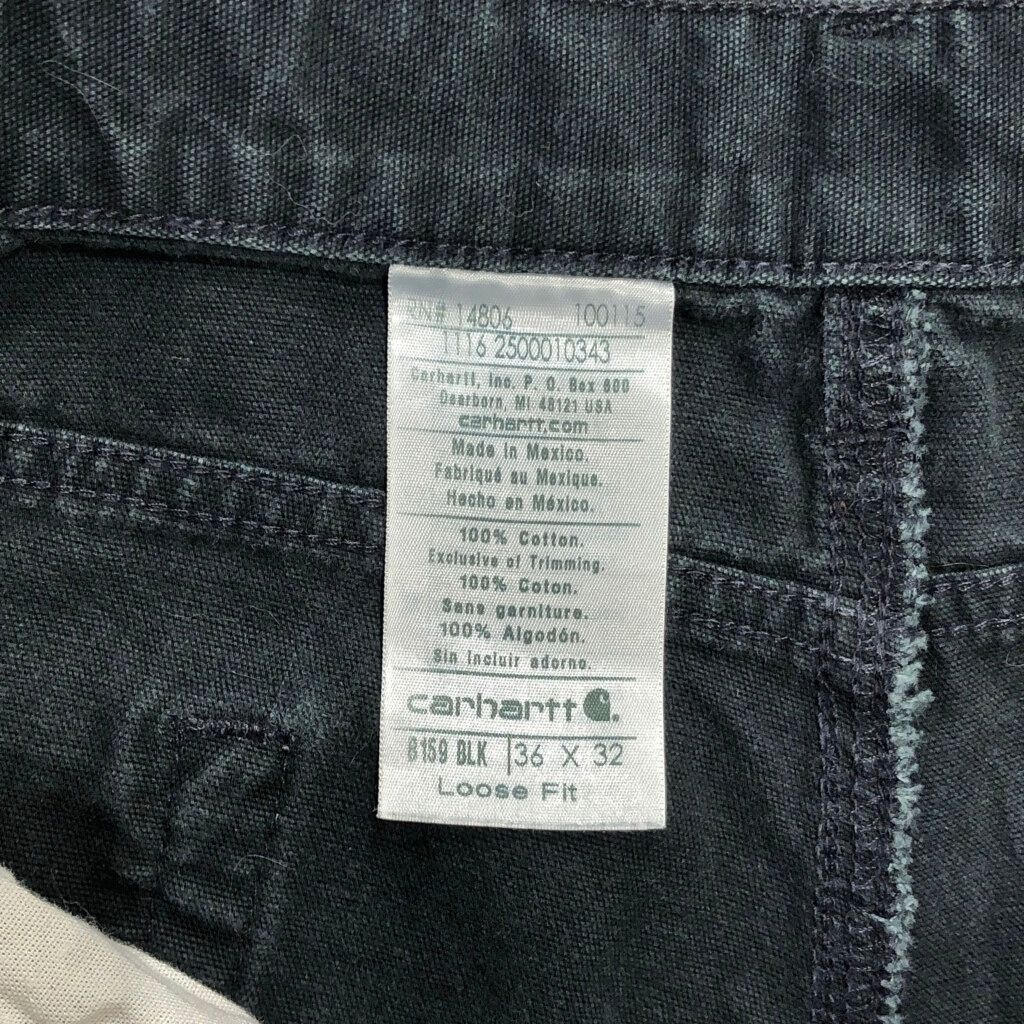 RN# 14806 100115
1116 2500010343
Carhartt, Inc. P. O. Box 600
Dearborn, MI 48121 USA
carhartt.com
Made in Mexico.
Fabriqué au Mexique.
Hecho en México.
100% Cotton.
Exclusive of Trimming.
100% Coton.
Sans garniture.
100% Algodón.
Sin incluir adorno.
carhartt
B159 BLK 36 X 32
Loose Fit